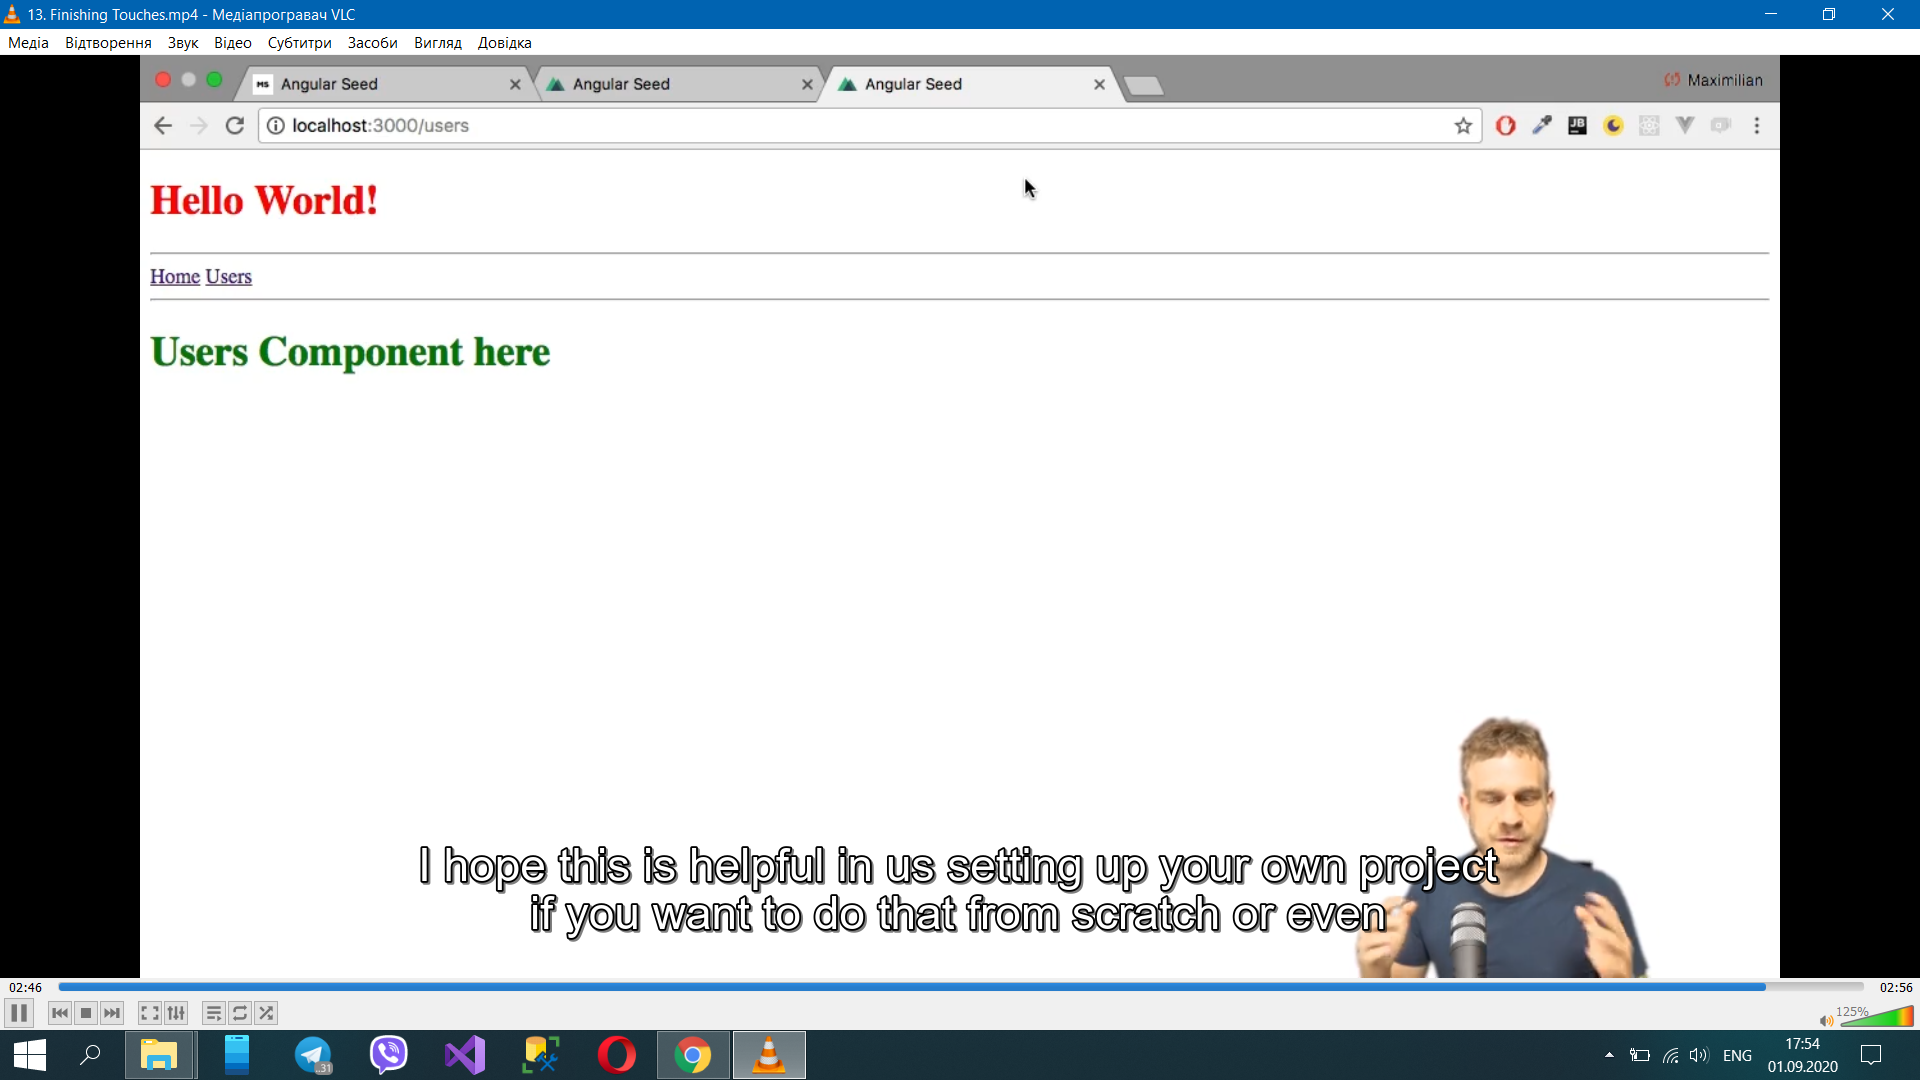 13. Finishing Touches.mp4 - Медіапрогравач VLC
Медіа Відтворення Звук Відео Субтитри Засоби Вигляд Довідка
MS Angular Seed Angular Seed Angular Seed Maximilian
localhost:3000/users JB
Hello World!
Home Users
Users Component here
I hope this is helpful in us setting up your own project
if you want to do that from scratch or even
02:46 02:56
125%
..31 ENG 17:54
01.09.2020